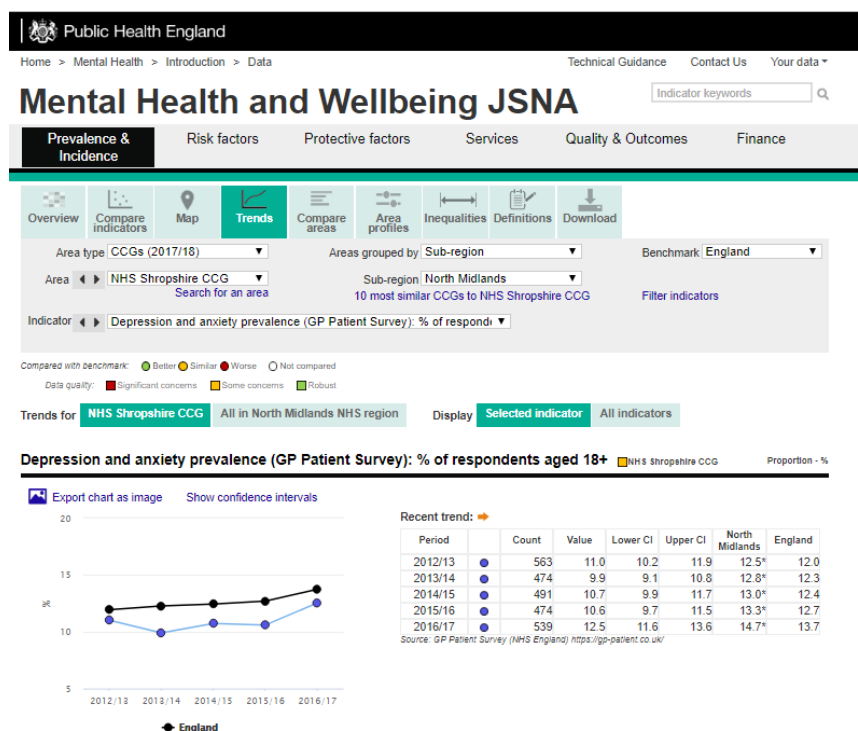 Public Health England
Home > Mental Health > Introduction > Data Technical Guidance Contact Us Your data
Mental Health and Wellbeing JSNA
Indicator keywords
Prevalence & Incidence Risk factors Protective factors Services Quality & Outcomes Finance
Overview Compare indicators Map Trends Compare areas Area profiles Inequalities Definitions Download
Area type CCGs (2017/18) Areas grouped by Sub-region Benchmark England
Area NHS Shropshire CCG Sub-region North Midlands
Search for an area 10 most similar CCGs to NHS Shropshire CCG Filter indicators
Indicator Depression and anxiety prevalence (GP Patient Survey): % of respond
Compared with benchmark: Better Similar Worse Not compared
Data quality: Significant concerns Some concerns Robust
Trends for NHS Shropshire CCG All in North Midlands NHS region Display Selected indicator All indicators
Depression and anxiety prevalence (GP Patient Survey): % of respondents aged 18+ NHS Shropshire CCG Proportion - %
Export chart as image Show confidence intervals
20
15
%
10
5
2012/13 2013/14 2014/15 2015/16 2016/17
England
Recent trend:
Period Count Value Lower CI Upper CI North Midlands England
2012/13 563 11.0 10.2 11.9 12.5* 12.0
2013/14 474 9.9 9.1 10.8 12.8* 12.3
2014/15 491 10.7 9.9 11.7 13.0* 12.4
2015/16 474 10.6 9.7 11.5 13.3* 12.7
2016/17 539 12.5 11.6 13.6 14.7* 13.7
Source: GP Patient Survey (NHS England) https://gp-patient.co.uk/